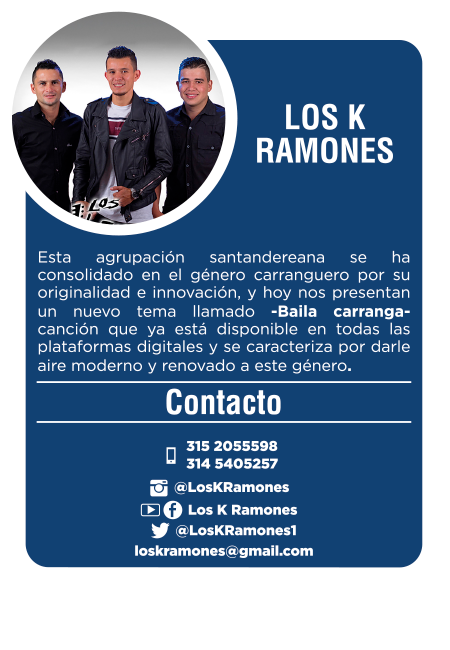 LOS K
RAMONES
Esta agrupación santandereana se ha
consolidado en el género carranguero por su
originalidad e innovación, y hoy nos presentan
un nuevo tema llamado -Baila carranga-
canción que ya está disponible en todas las
plataformas digitales y se caracteriza por darle
aire moderno y renovado a este género.
Contacto
315 2055598
314 5405257
@LosKRamones
Los K Ramones
@LosKRamones1
loskramones@gmail.com